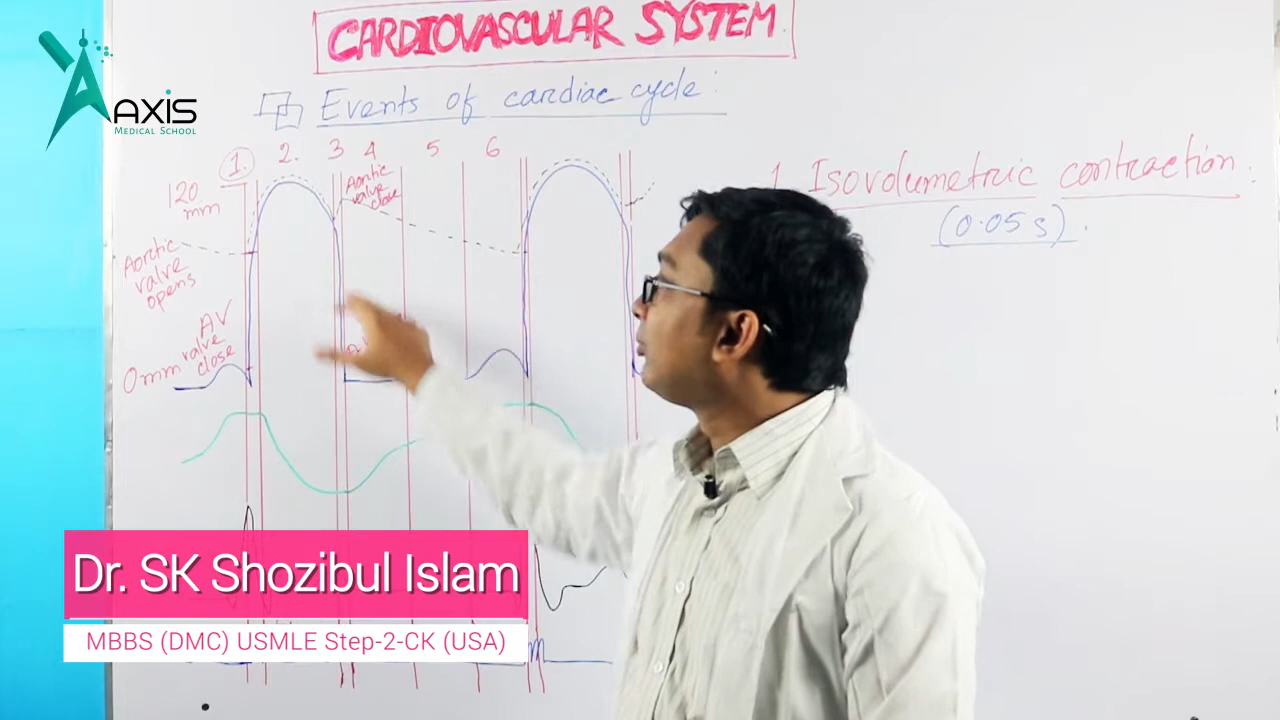 CARDIOVASCULAR SYSTEM
AXIS
MEDICAL SCHOOL
Events of cardiac cycle:
1. 2. 3 4 5 6
120
mm
Aortic
valve
close
Aortic
valve
opens
AV
valve
close
0mm
1. Isovolumetric contraction:
(0.05 s).
Dr. SK Shozibul Islam
MBBS (DMC) USMLE Step-2-CK (USA)